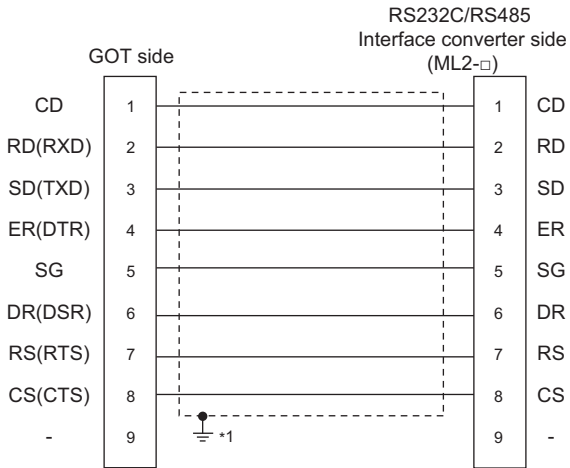 RS232C/RS485
Interface converter side
(ML2-□)
GOT side
CD 1 1 CD
RD(RXD) 2 2 RD
SD(TXD) 3 3 SD
ER(DTR) 4 4 ER
SG 5 5 SG
DR(DSR) 6 6 DR
RS(RTS) 7 7 RS
CS(CTS) 8 8 CS
- 9 *1 9 -